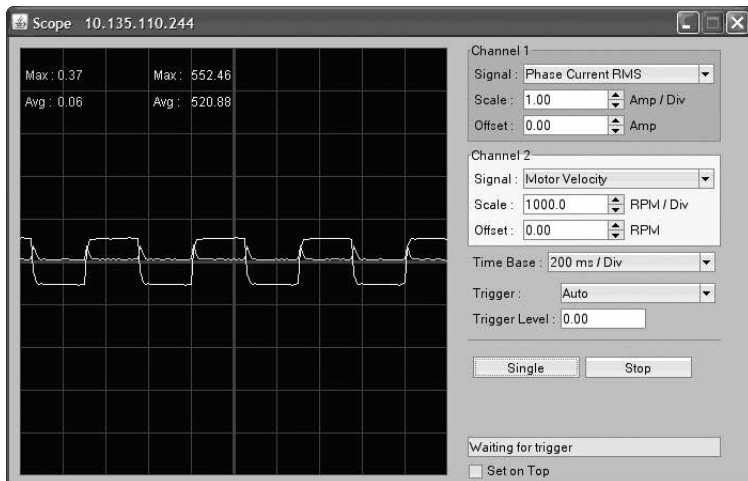 Scope 10.135.110.244
Max : 0.37 Max : 552.46
Avg : 0.06 Avg : 520.88
Channel 1
Signal : Phase Current RMS
Scale : 1.00 Amp / Div
Offset : 0.00 Amp
Channel 2
Signal : Motor Velocity
Scale : 1000.0 RPM / Div
Offset : 0.00 RPM
Time Base : 200 ms / Div
Trigger : Auto
Trigger Level : 0.00
Single Stop
Waiting for trigger
Set on Top